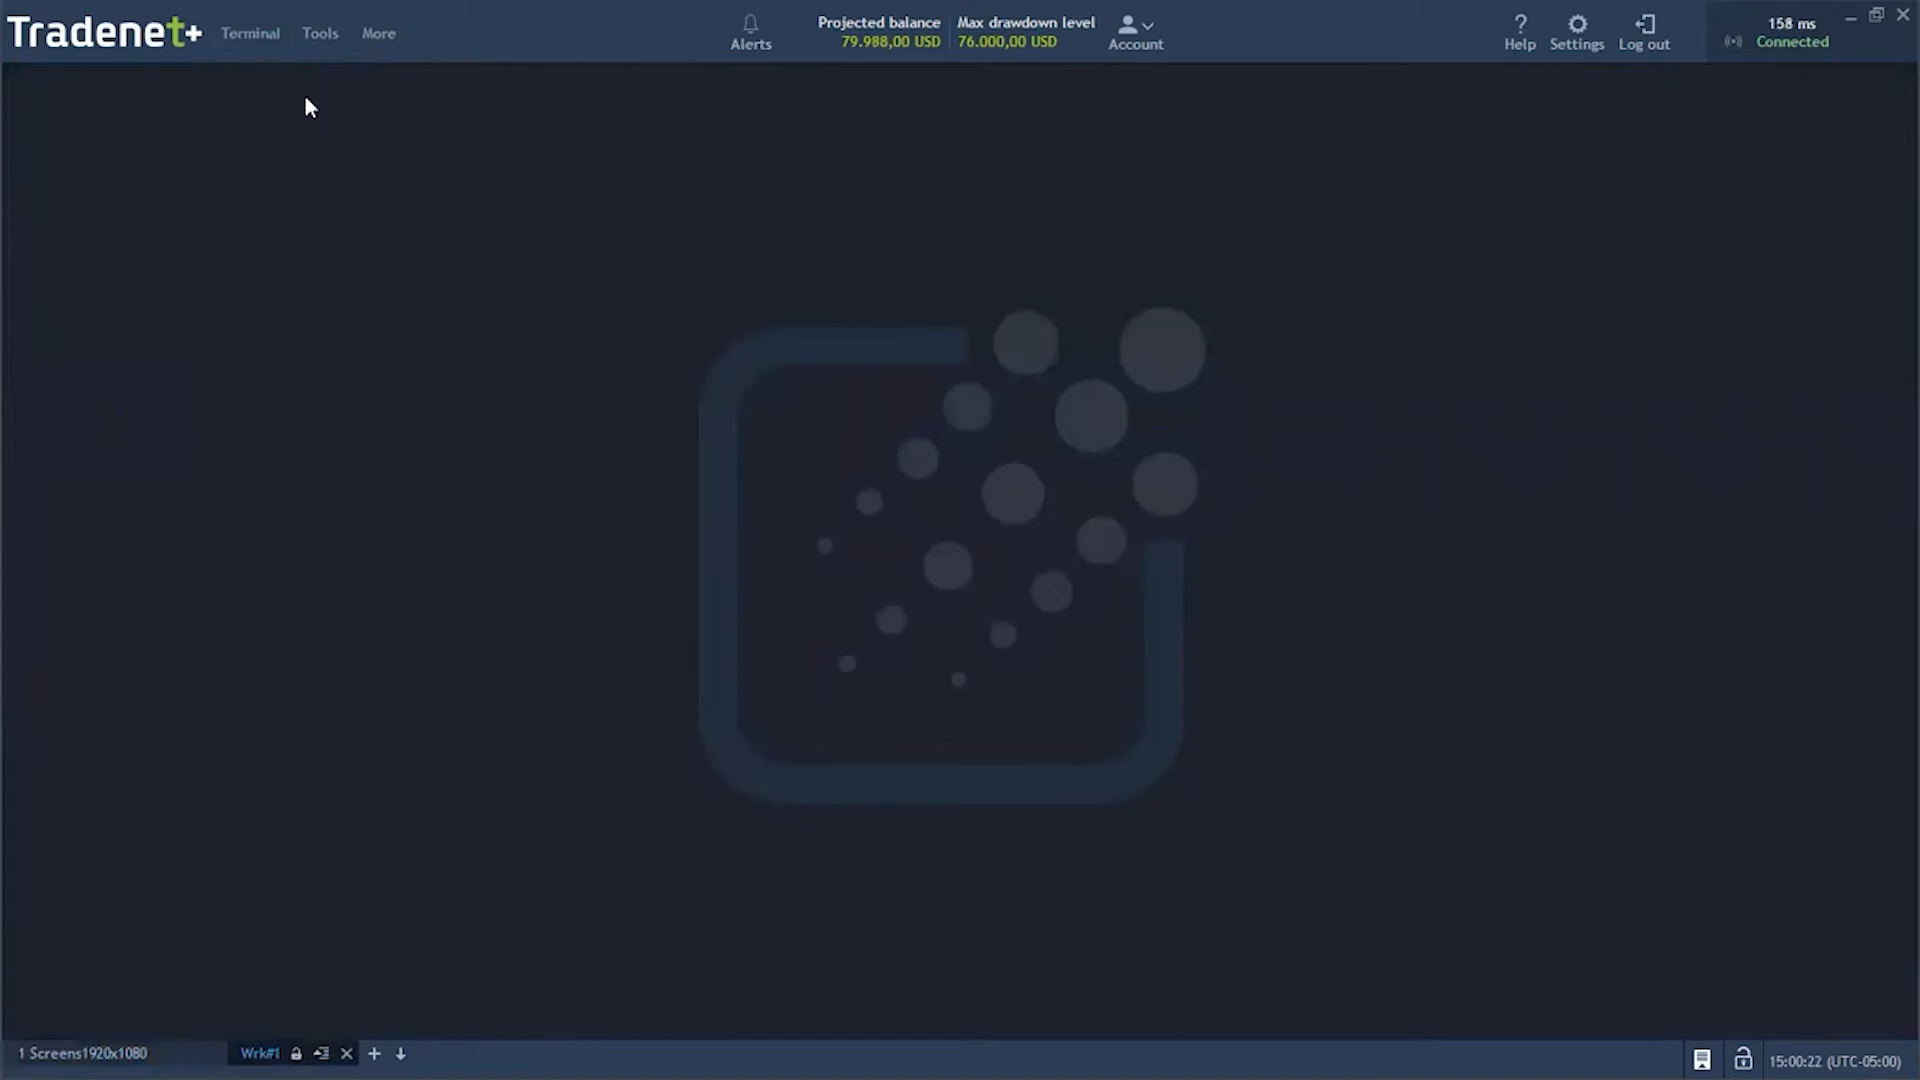 Tradenet+ Terminal Tools More
Alerts
Projected balance
79.988,00 USD
Max drawdown level
76.000,00 USD
Account
Help
Settings
Log out
158 ms
Connected
1 Screens1920x1080 Wrk#1
15:00:22 (UTC-05:00)